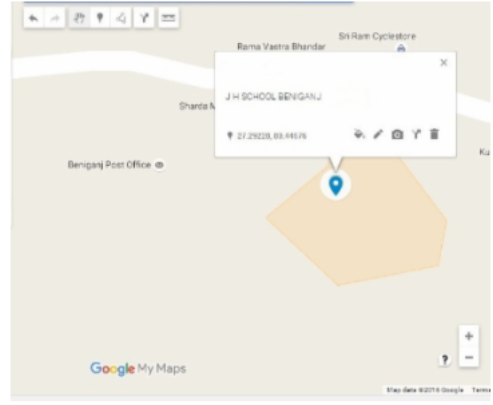 Sri Ram Cyclestore
Rama Vastra Bhandar
J H SCHOOL BENIGANJ
Sharda M
27.29228, 80.44576
Ku
Beniganj Post Office
Google My Maps
Map data ©2016 Google Terms